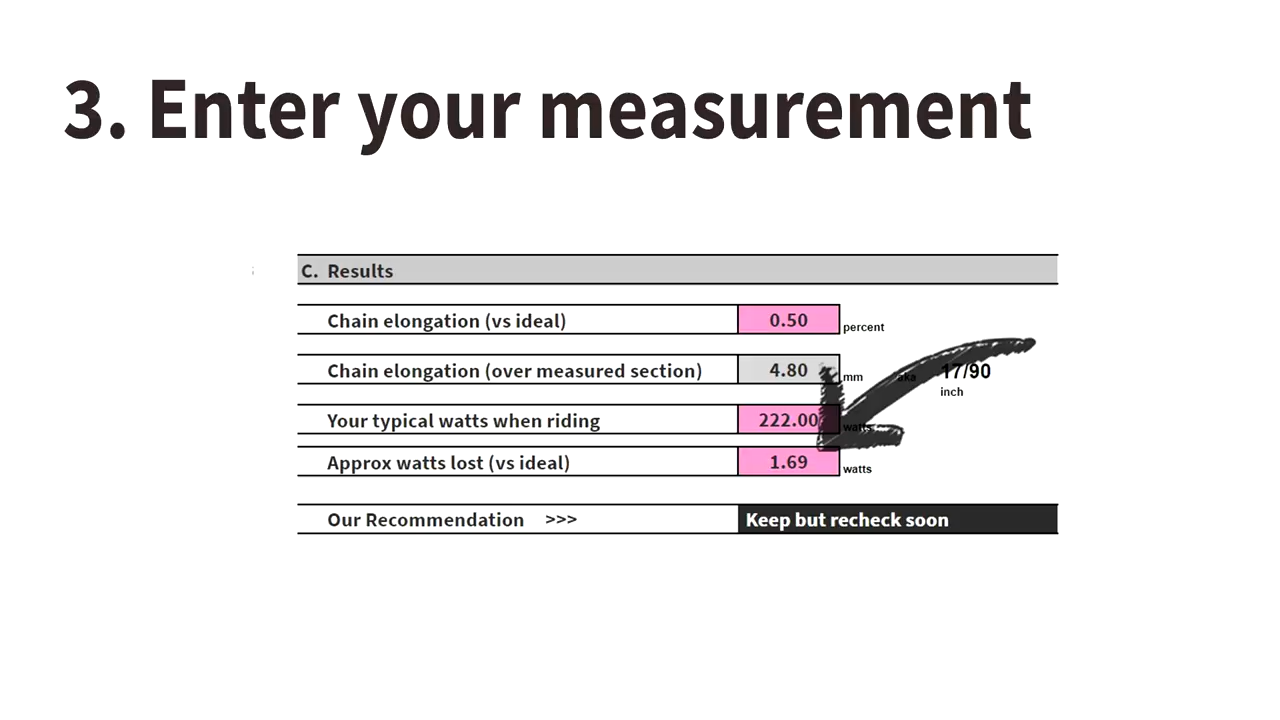 3. Enter your measurement
C. Results
Chain elongation (vs ideal) 0.50 percent
Chain elongation (over measured section) 4.80 mm aka 17/90 inch
Your typical watts when riding 222.00 watts
Approx watts lost (vs ideal) 1.69 watts
Our Recommendation >>> Keep but recheck soon